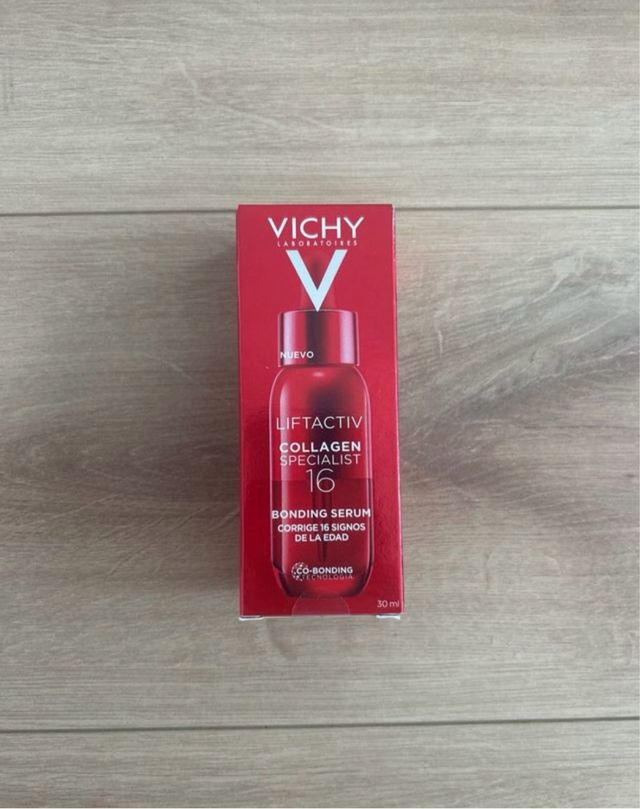 VICHY
LABORATOIRES
V
NUEVO
LIFTACTIV
COLLAGEN
SPECIALIST
16
BONDING SERUM
CORRIGE 16 SIGNOS
DE LA EDAD
CO-BONDING
TECNOLOGÍA
30 ml